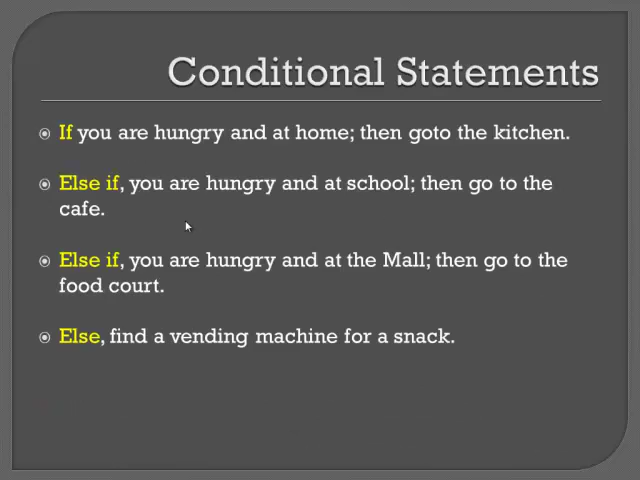 Conditional Statements
If you are hungry and at home; then goto the kitchen.
Else if, you are hungry and at school; then go to the
cafe.
Else if, you are hungry and at the Mall; then go to the
food court.
Else, find a vending machine for a snack.